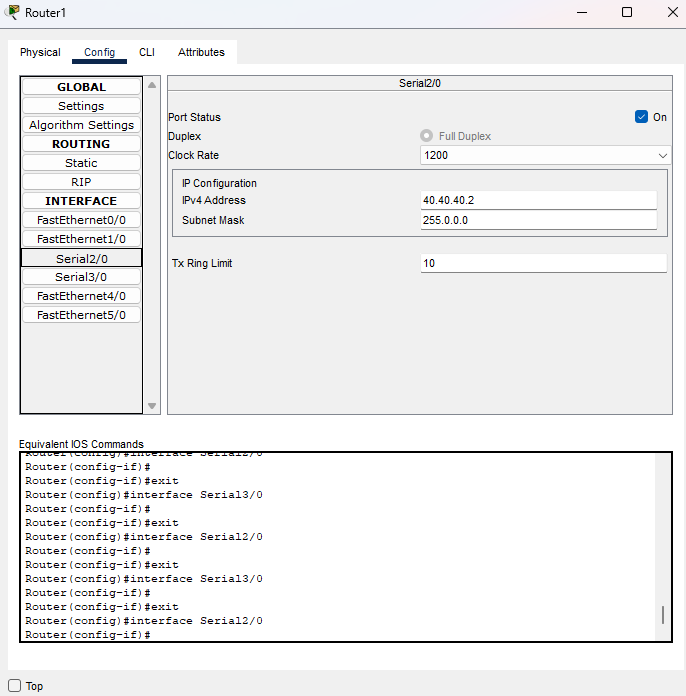 Router1
Physical Config CLI Attributes
GLOBAL
Settings
Algorithm Settings
ROUTING
Static
RIP
INTERFACE
FastEthernet0/0
FastEthernet1/0
Serial2/0
Serial3/0
FastEthernet4/0
FastEthernet5/0
Serial2/0
Port Status On
Duplex Full Duplex
Clock Rate 1200
IP Configuration
IPv4 Address 40.40.40.2
Subnet Mask 255.0.0.0
Tx Ring Limit 10
Equivalent IOS Commands
Router(config)#interface Serial2/0
Router(config-if)#
Router(config-if)#exit
Router(config)#interface Serial3/0
Router(config-if)#
Router(config-if)#exit
Router(config)#interface Serial2/0
Router(config-if)#
Router(config-if)#exit
Router(config)#interface Serial3/0
Router(config-if)#
Router(config-if)#exit
Router(config)#interface Serial2/0
Router(config-if)#
Top